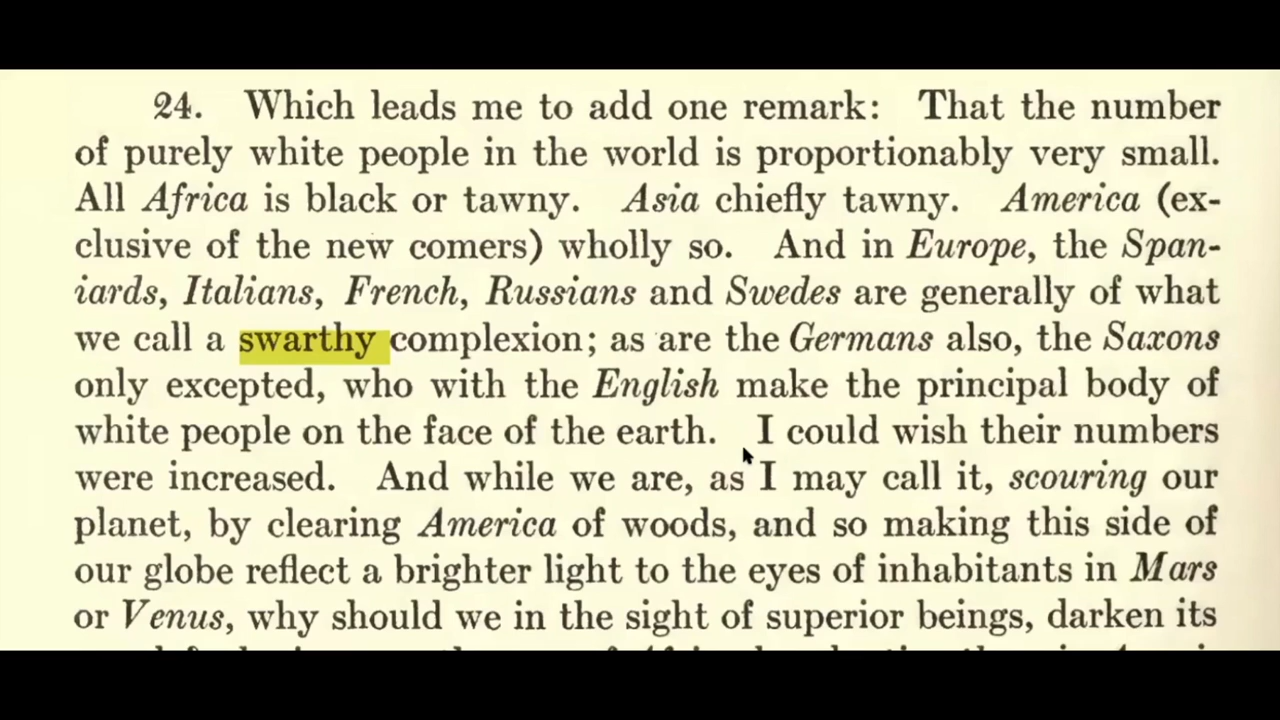 24. Which leads me to add one remark: That the number
of purely white people in the world is proportionably very small.
All Africa is black or tawny. Asia chiefly tawny. America (ex-
clusive of the new comers) wholly so. And in Europe, the Span-
iards, Italians, French, Russians and Swedes are generally of what
we call a swarthy complexion; as are the Germans also, the Saxons
only excepted, who with the English make the principal body of
white people on the face of the earth. I could wish their numbers
were increased. And while we are, as I may call it, scouring our
planet, by clearing America of woods, and so making this side of
our globe reflect a brighter light to the eyes of inhabitants in Mars
or Venus, why should we in the sight of superior beings, darken its